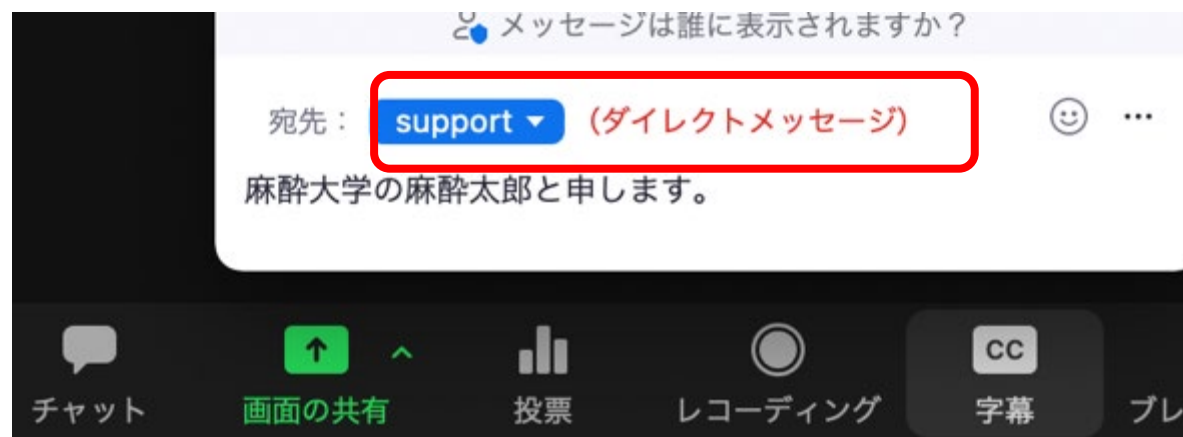 メッセージは誰に表示されますか？
宛先： support （ダイレクトメッセージ）
麻酔大学の麻酔太郎と申します。
チャット 画面の共有 投票 レコーディング CC 字幕 ブレ